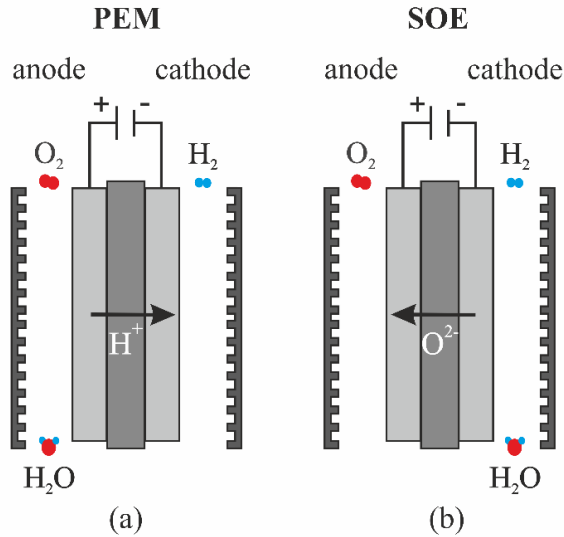 PEM
anode cathode
+ -
O₂ H₂
H⁺
H₂O
(a)
SOE
anode cathode
+ -
O₂ H₂
O²⁻
H₂O
(b)